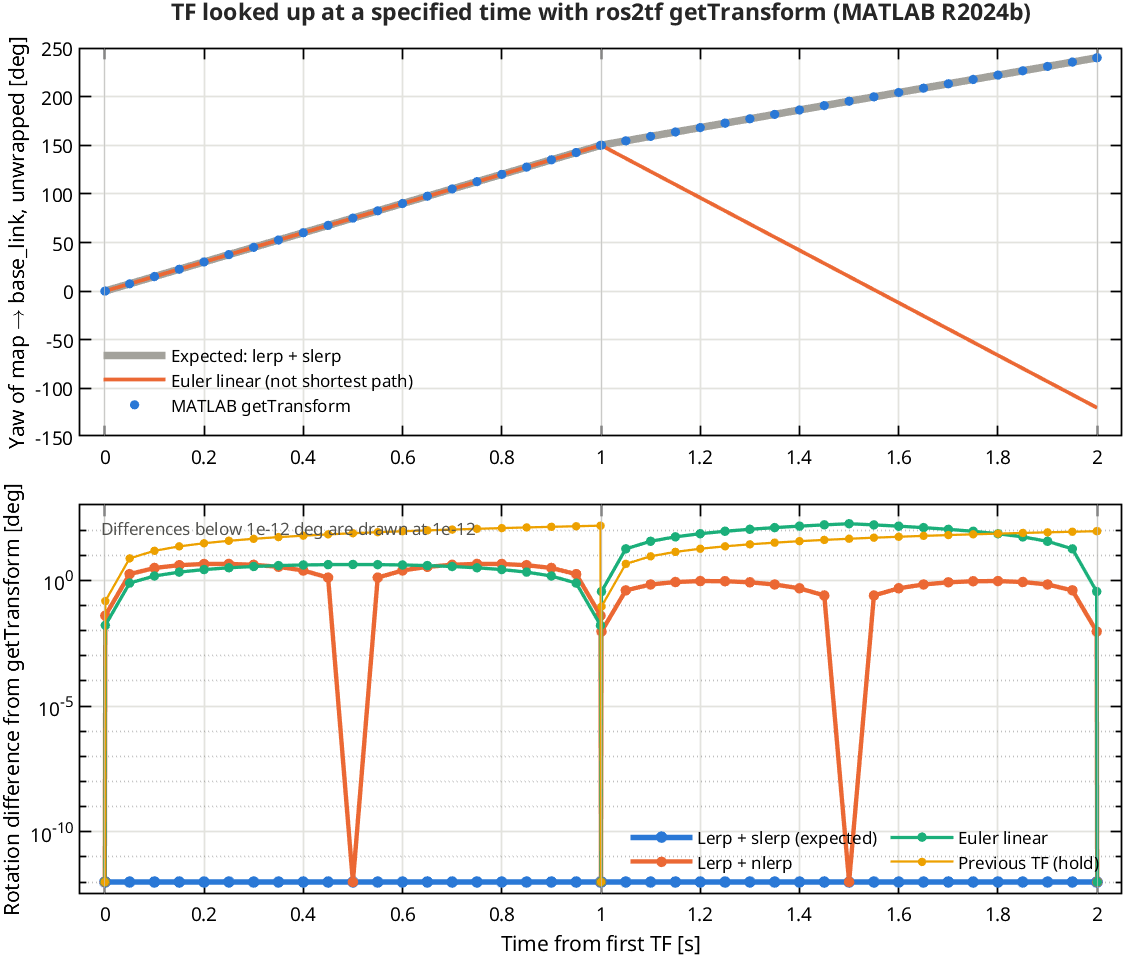 TF looked up at a specified time with ros2tf getTransform (MATLAB R2024b)
Yaw of map → base_link, unwrapped [deg]
250
200
150
100
50
0
-50
-100
-150
Expected: lerp + slerp
Euler linear (not shortest path)
MATLAB getTransform
0 0.2 0.4 0.6 0.8 1 1.2 1.4 1.6 1.8 2
Rotation difference from getTransform [deg]
Differences below 1e-12 deg are drawn at 1e-12
10^0
10^-5
10^-10
Lerp + slerp (expected) Euler linear
Lerp + nlerp Previous TF (hold)
0 0.2 0.4 0.6 0.8 1 1.2 1.4 1.6 1.8 2
Time from first TF [s]